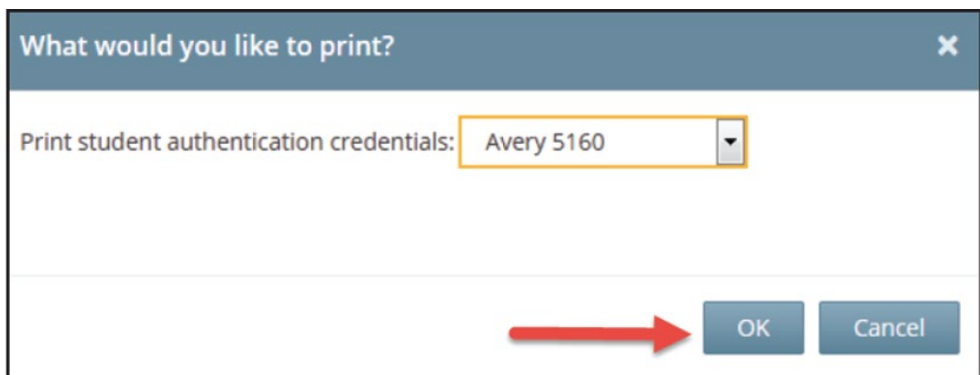 What would you like to print?
Print student authentication credentials: Avery 5160
OK Cancel